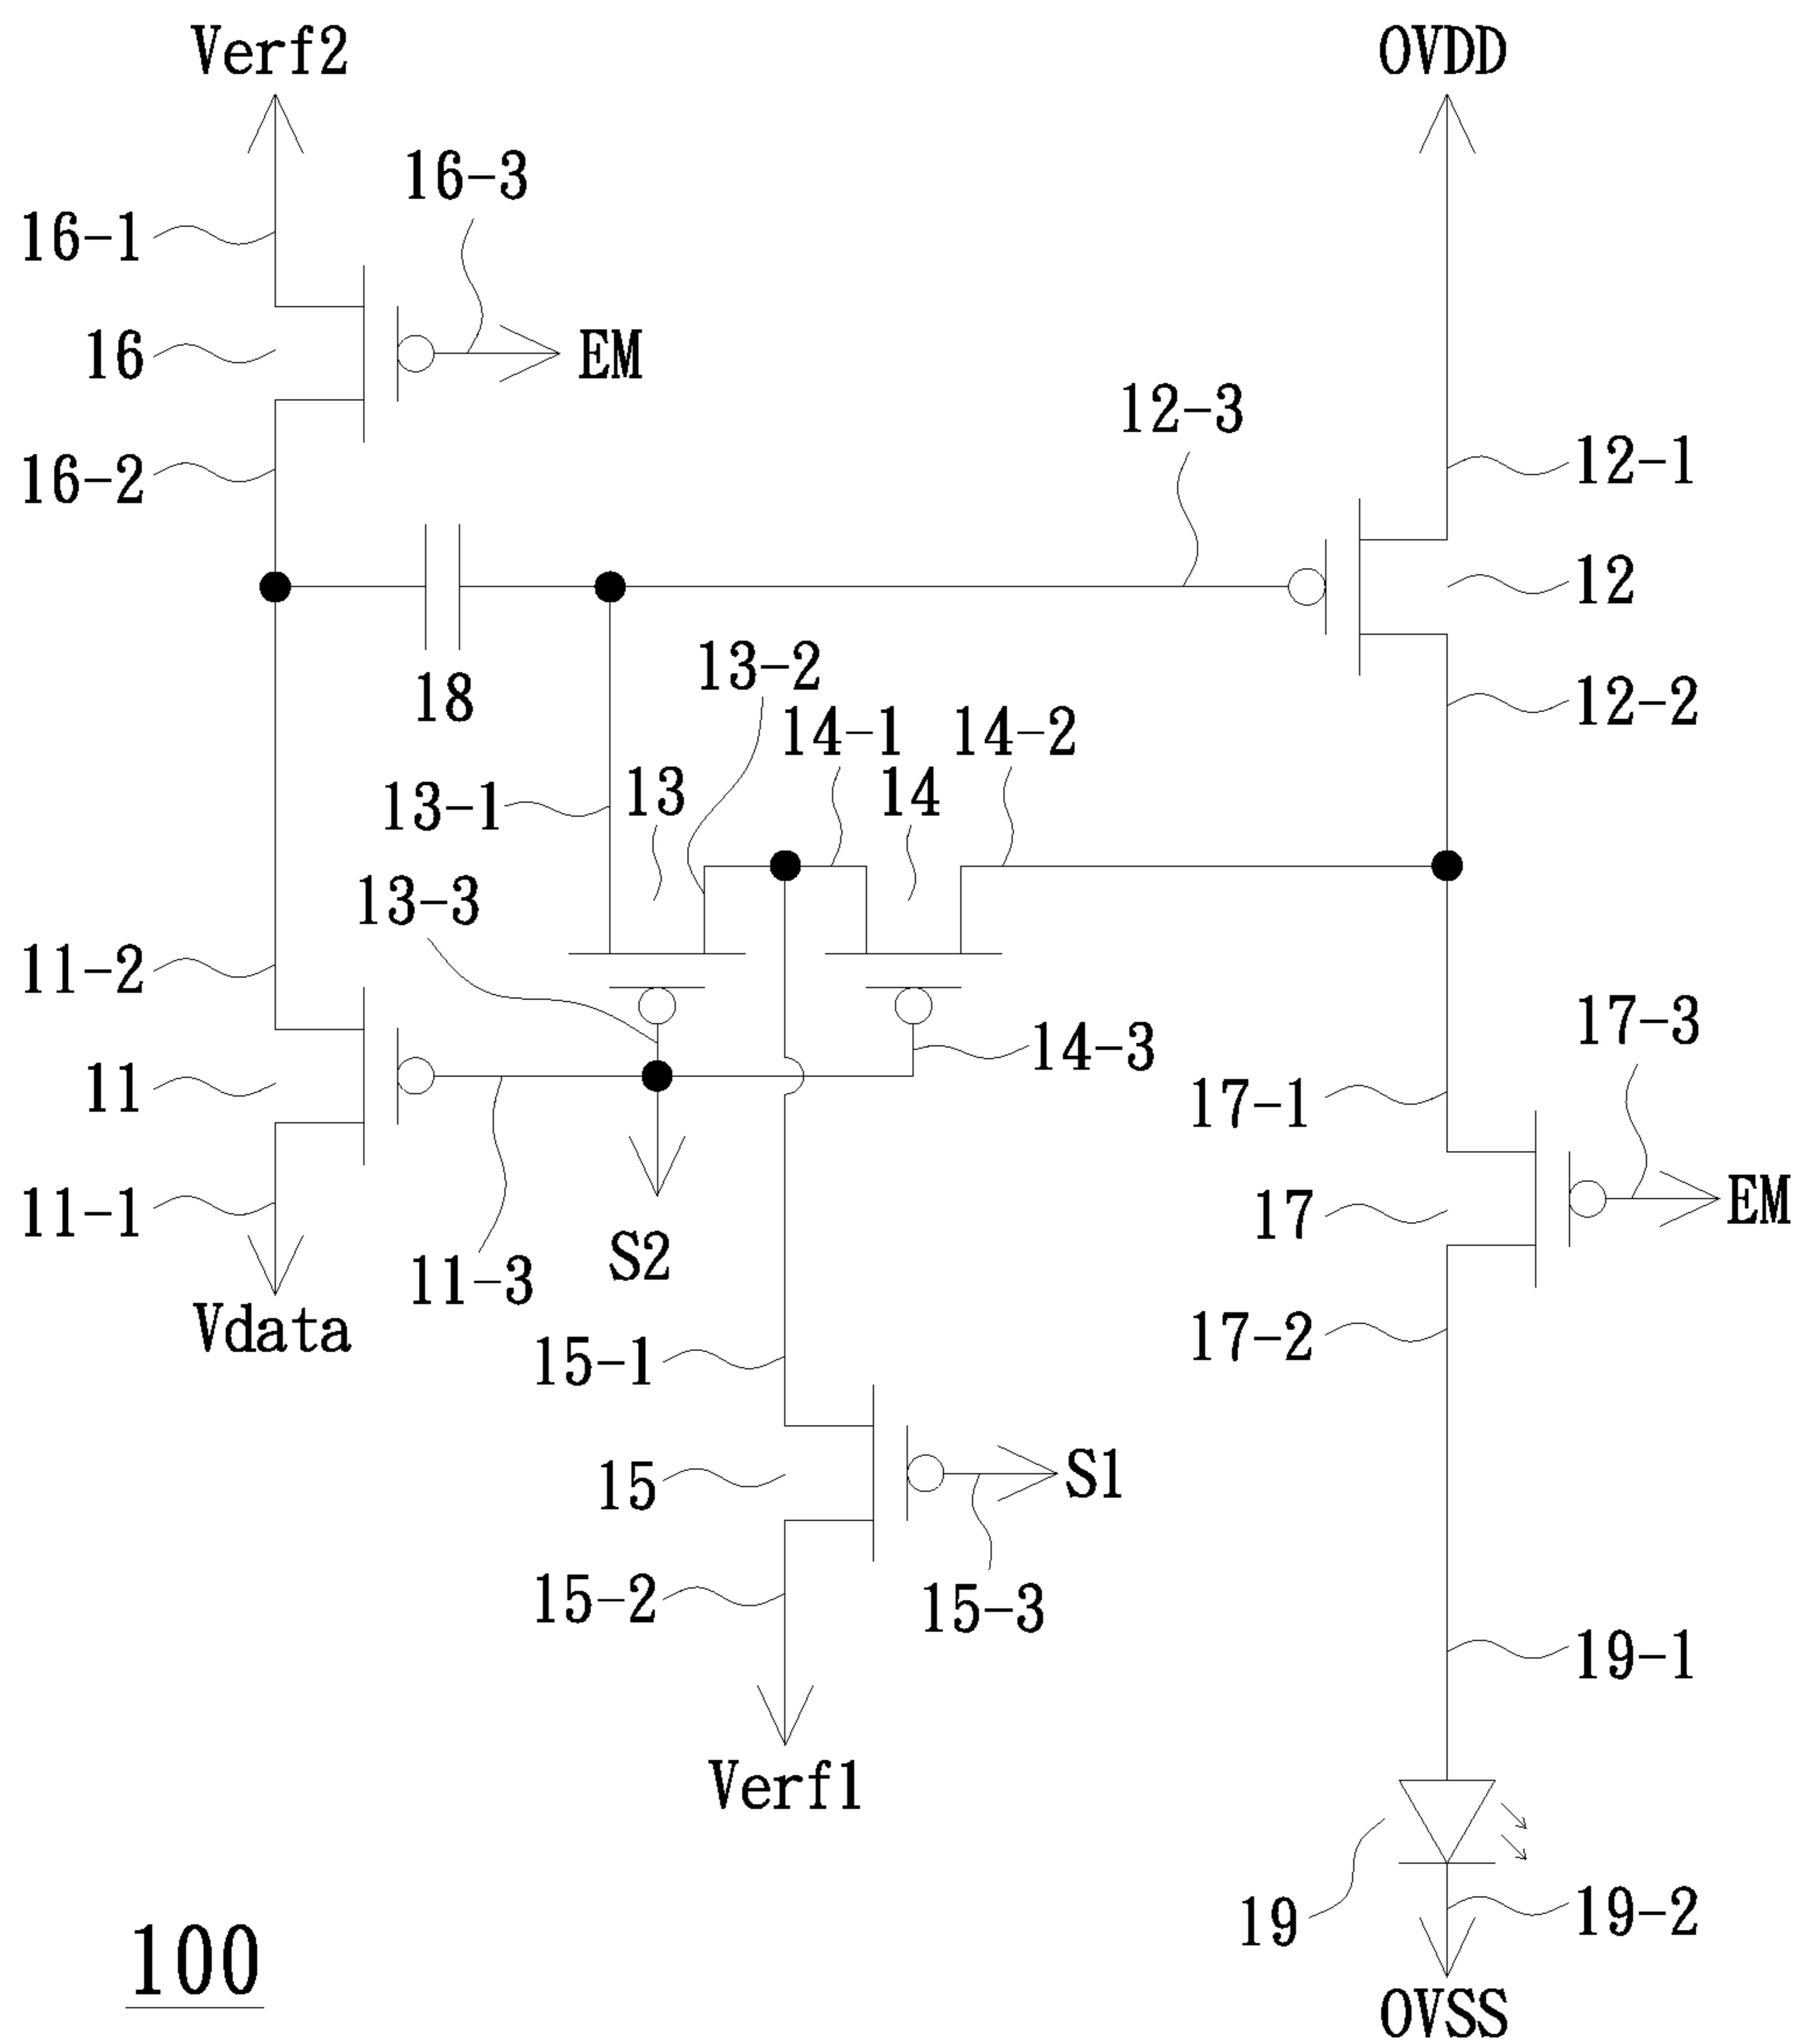 Verf2 OVDD
16-3
16-1
16 EM
12-3
16-2 12-1
12
13-2
18 12-2
14-1 14-2
13-1 13 14
13-3
11-2
17-3
14-3
11 17-1
11-1 17 EM
S2
11-3
Vdata 17-2
15-1
15 S1
15-2 15-3
19-1
Verf1
19 19-2
100
OVSS